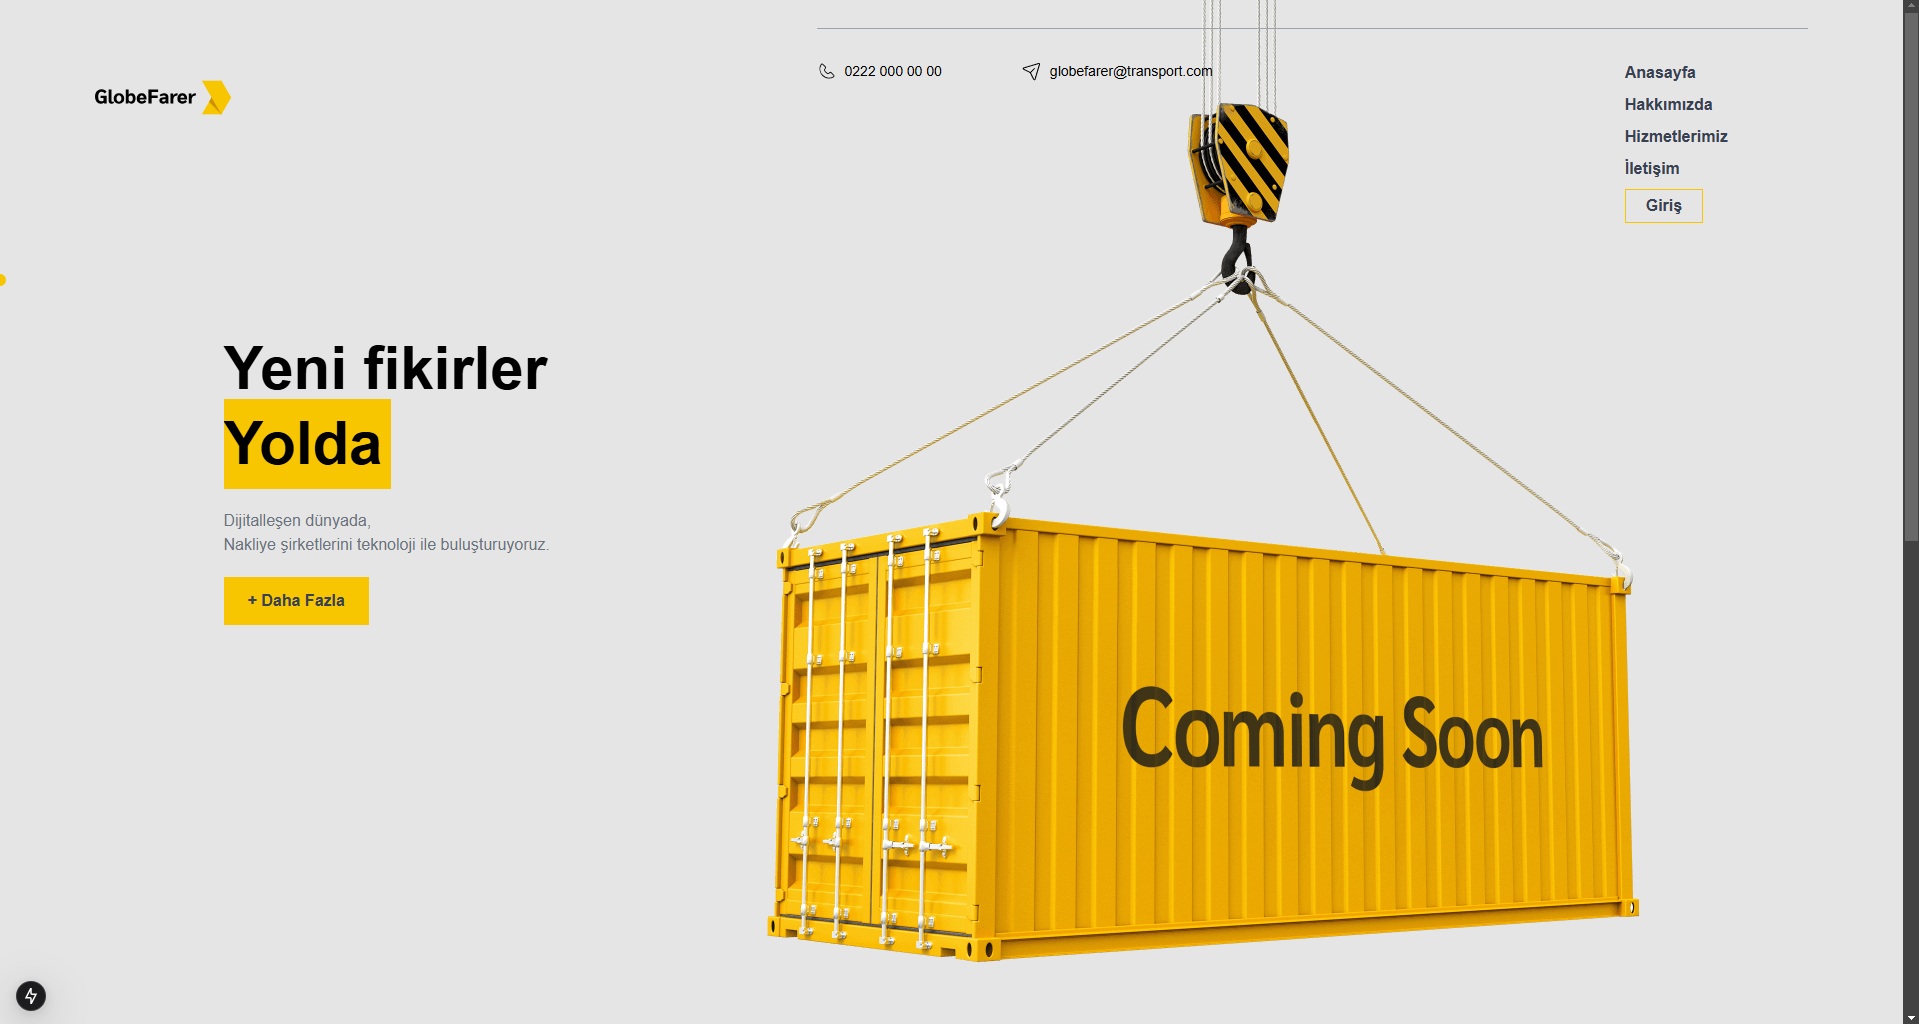 0222 000 00 00
globefarer@transport.com
GlobeFarer
Anasayfa
Hakkımızda
Hizmetlerimiz
İletişim
Giriş
Yeni fikirler
Yolda
Dijitalleşen dünyada,
Nakliye şirketlerini teknoloji ile buluşturuyoruz.
+ Daha Fazla
Coming Soon